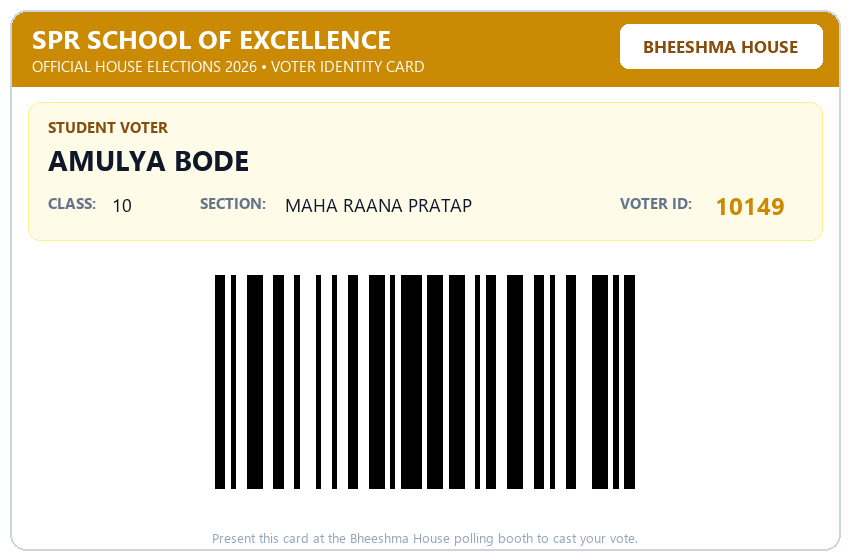 SPR SCHOOL OF EXCELLENCE
OFFICIAL HOUSE ELECTIONS 2026 • VOTER IDENTITY CARD
BHEESHMA HOUSE
STUDENT VOTER
AMULYA BODE
CLASS: 10 SECTION: MAHA RAANA PRATAP VOTER ID: 10149
Present this card at the Bheeshma House polling booth to cast your vote.